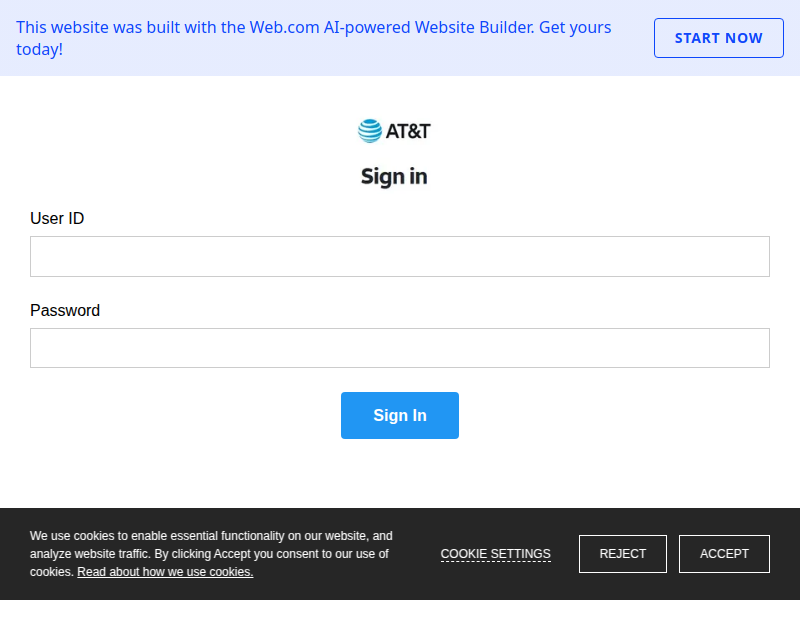 This website was built with the Web.com AI-powered Website Builder. Get yours
today!
START NOW
AT&T
Sign in
User ID
Password
Sign In
We use cookies to enable essential functionality on our website, and
analyze website traffic. By clicking Accept you consent to our use of
cookies. Read about how we use cookies.
COOKIE SETTINGS
REJECT
ACCEPT